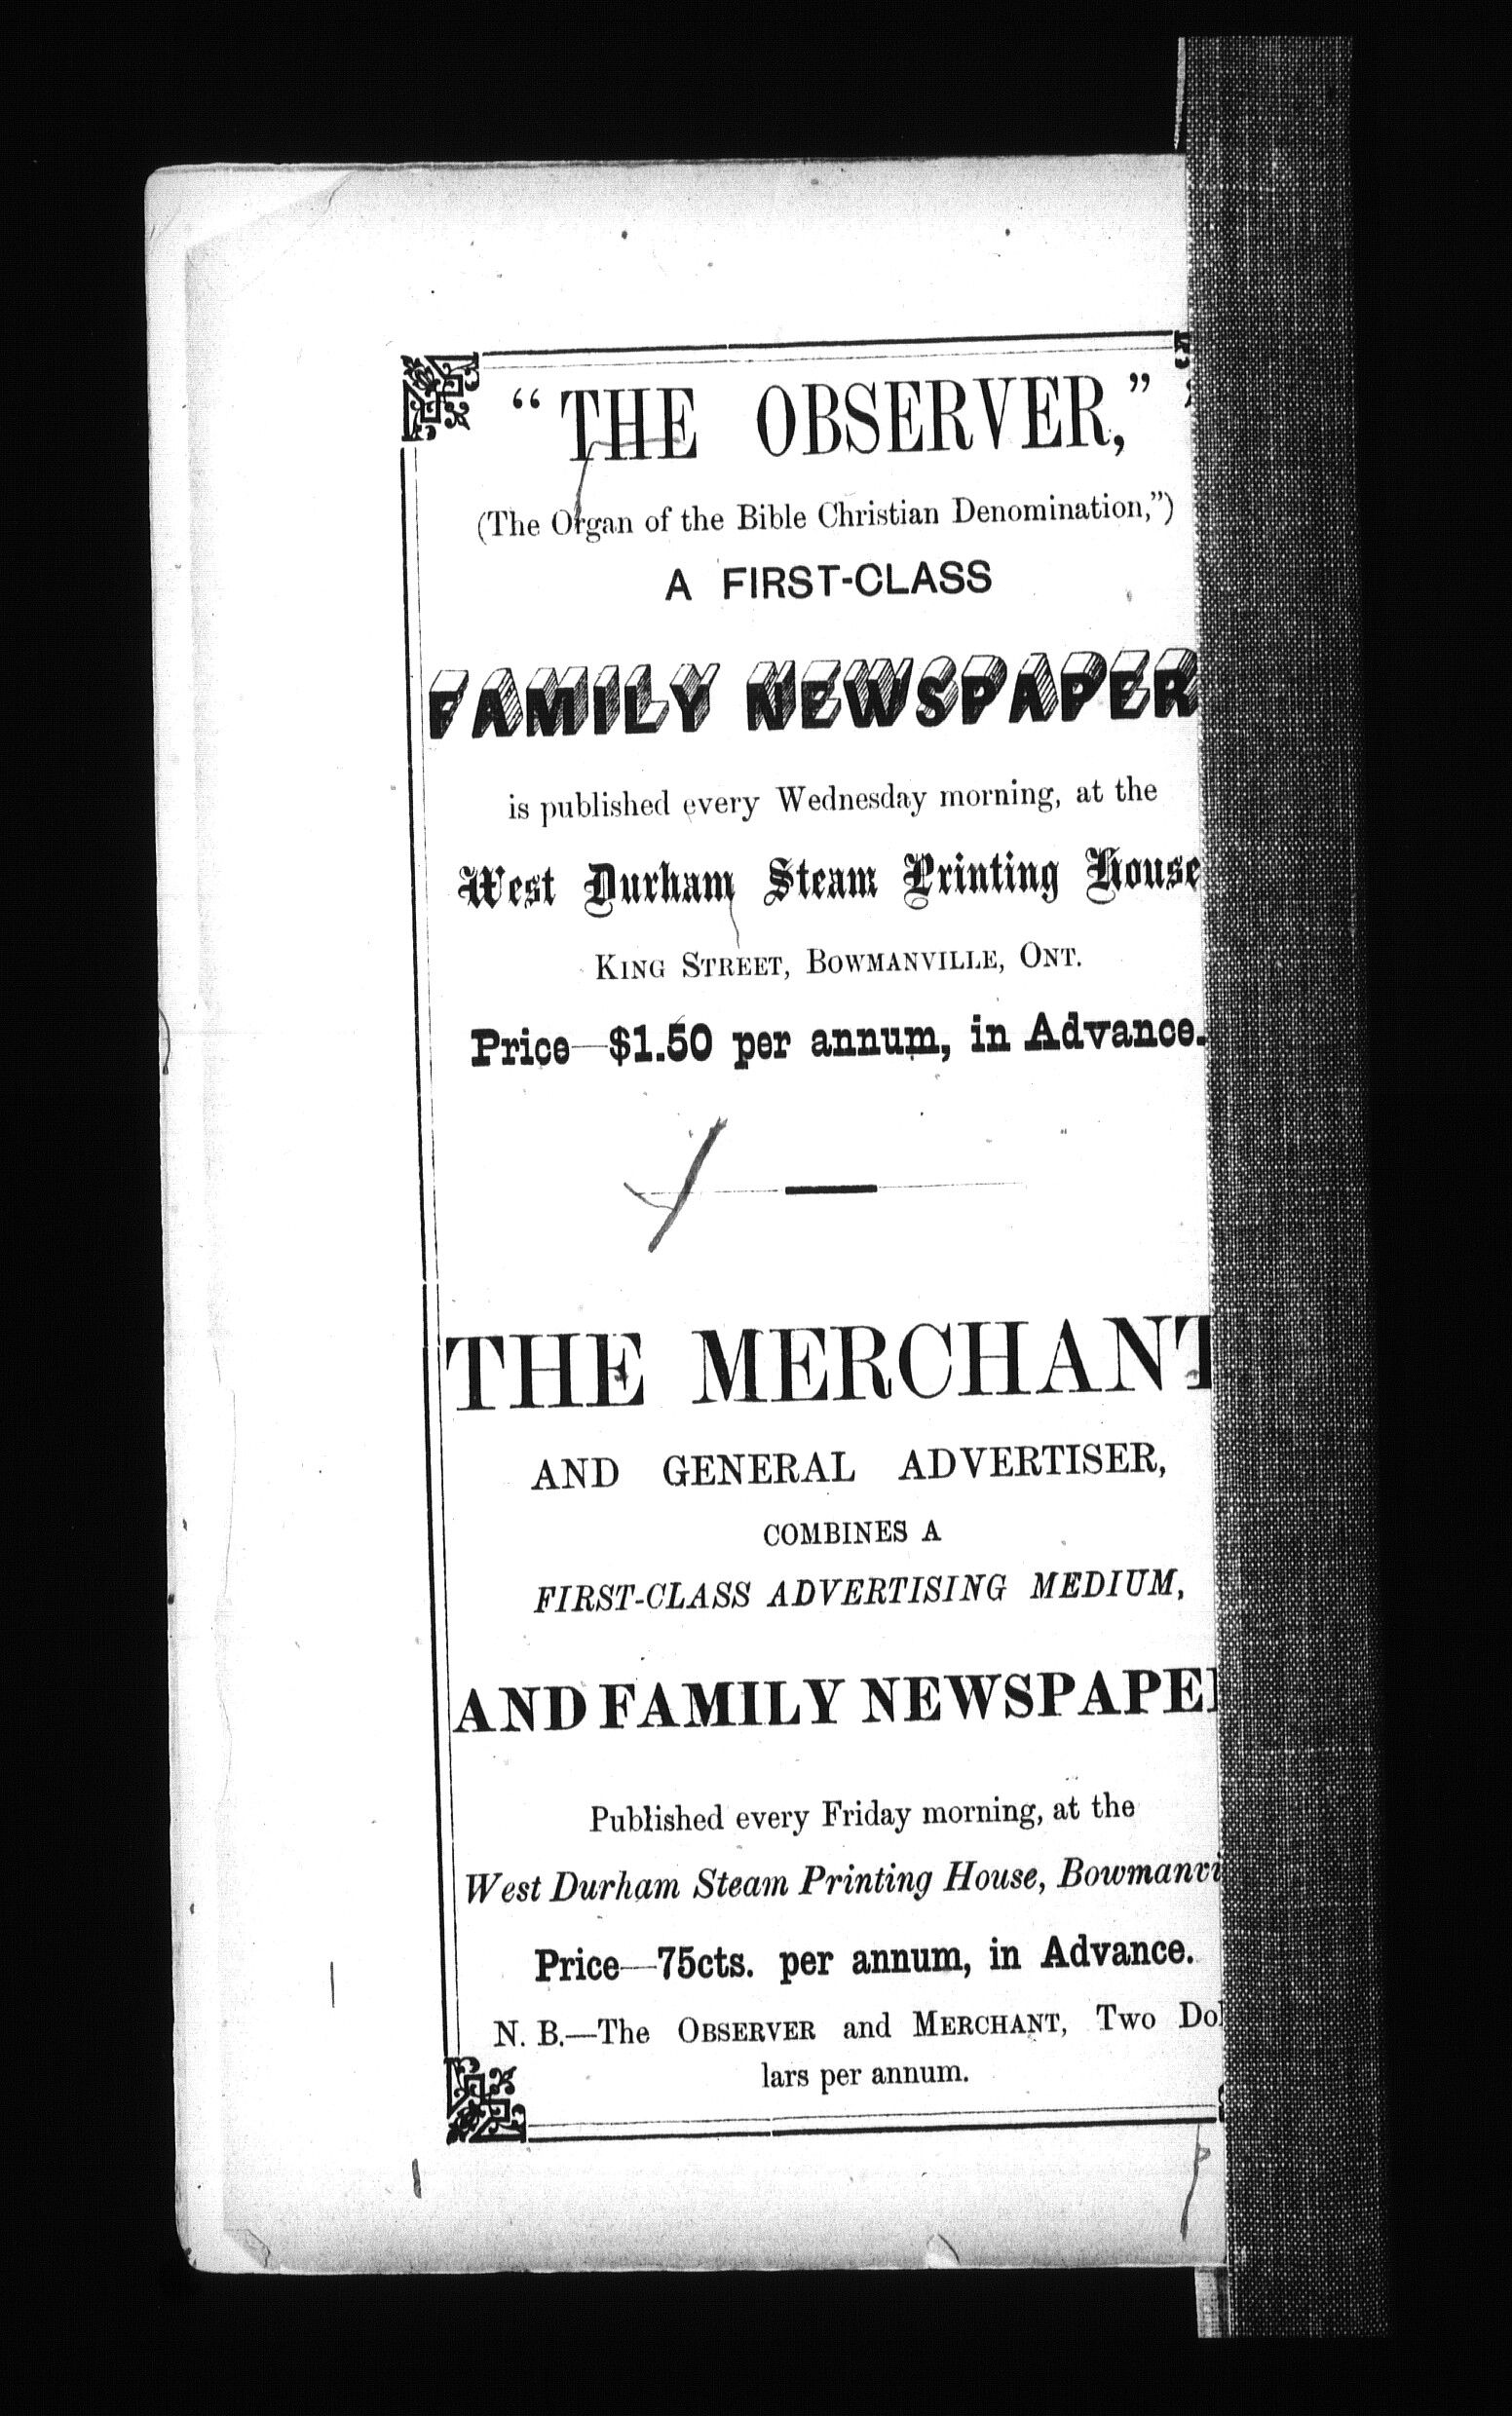 “THE OBSERVER,”
(The Organ of the Bible Christian Denomination,”)
A FIRST-CLASS
FAMILY NEWSPAPER
is published every Wednesday morning, at the
West Durham Steam Printing House
KING STREET, BOWMANVILLE, ONT.
Price—$1.50 per annum, in Advance.
THE MERCHANT
AND GENERAL ADVERTISER,
COMBINES A
FIRST-CLASS ADVERTISING MEDIUM,
AND FAMILY NEWSPAPE
Published every Friday morning, at the
West Durham Steam Printing House, Bowmanvi
Price—75cts. per annum, in Advance.
N. B.—The OBSERVER and MERCHANT, Two Dol
lars per annum.